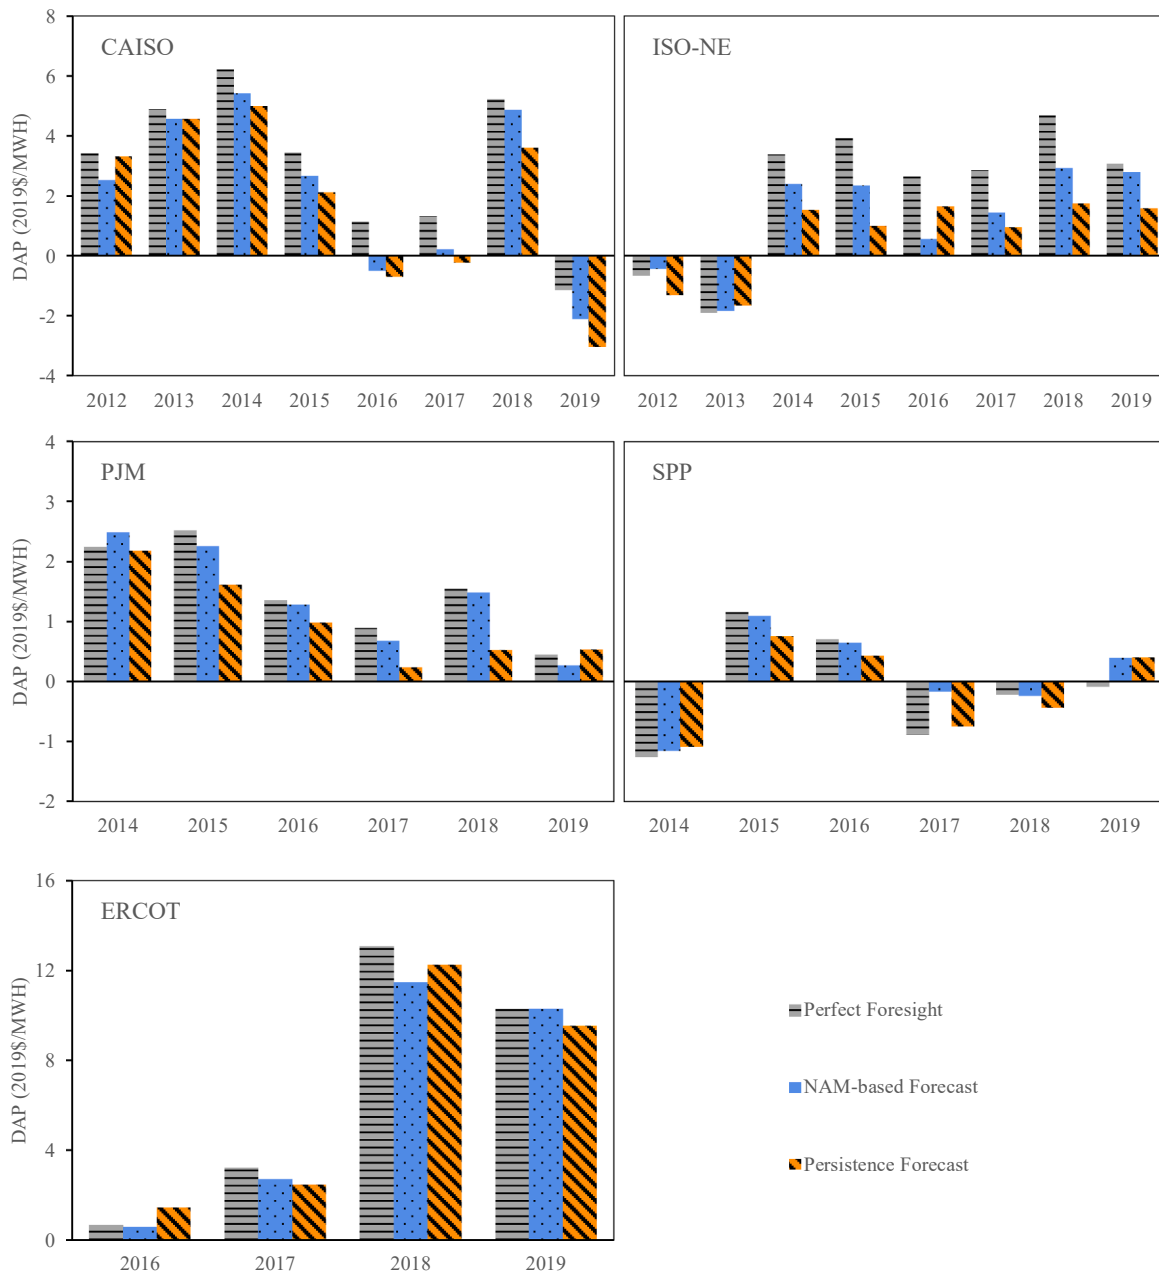 CAISO
ISO-NE
DAP (2019$/MWH)
8
6
4
2
0
-2
-4
2012 2013 2014 2015 2016 2017 2018 2019
2012 2013 2014 2015 2016 2017 2018 2019
PJM
SPP
DAP (2019$/MWH)
4
3
2
1
0
-1
-2
2014 2015 2016 2017 2018 2019
2014 2015 2016 2017 2018 2019
ERCOT
DAP (2019$/MWH)
16
12
8
4
0
2016 2017 2018 2019
Perfect Foresight
NAM-based Forecast
Persistence Forecast